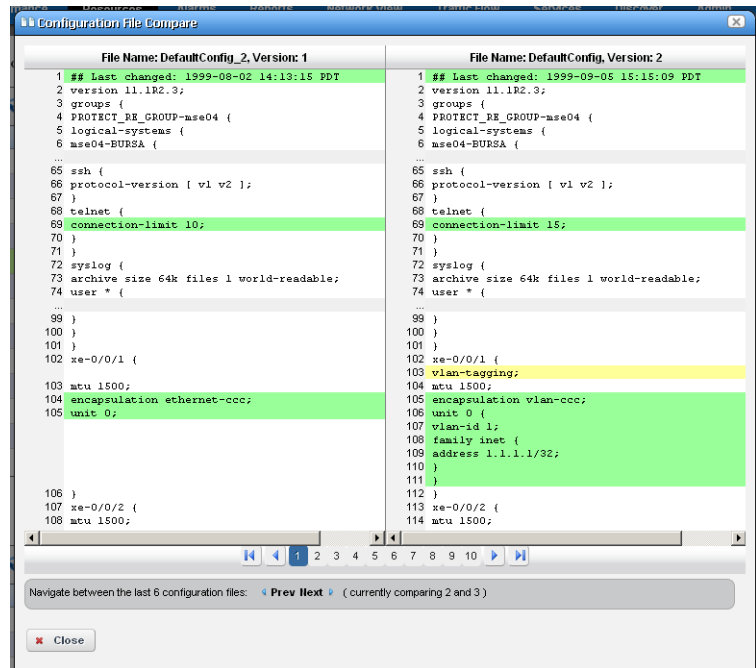 Resources Alarms Reports Network View Traffic Flow Services Discover Admin
Configuration File Compare
File Name: DefaultConfig_2, Version: 1
1 ## Last changed: 1999-08-02 14:13:15 PDT
2 version 11.1R2.3;
3 groups {
4 PROTECT_RE_GROUP-mse04 {
5 logical-systems {
6 mse04-BURSA {
...
65 ssh {
66 protocol-version [ v1 v2 ];
67 }
68 telnet {
69 connection-limit 10;
70 }
71 }
72 syslog {
73 archive size 64k files 1 world-readable;
74 user * {
...
99 }
100 }
101 }
102 xe-0/0/1 {
103 mtu 1500;
104 encapsulation ethernet-ccc;
105 unit 0;
106 }
107 xe-0/0/2 {
108 mtu 1500;
File Name: DefaultConfig, Version: 2
1 ## Last changed: 1999-09-05 15:15:09 PDT
2 version 11.1R2.3;
3 groups {
4 PROTECT_RE_GROUP-mse04 {
5 logical-systems {
6 mse04-BURSA {
...
65 ssh {
66 protocol-version [ v1 v2 ];
67 }
68 telnet {
69 connection-limit 15;
70 }
71 }
72 syslog {
73 archive size 64k files 1 world-readable;
74 user * {
...
99 }
100 }
101 }
102 xe-0/0/1 {
103 vlan-tagging;
104 mtu 1500;
105 encapsulation vlan-ccc;
106 unit 0 {
107 vlan-id 1;
108 family inet {
109 address 1.1.1.1/32;
110 }
111 }
112 }
113 xe-0/0/2 {
114 mtu 1500;
1 2 3 4 5 6 7 8 9 10
Navigate between the last 6 configuration files: Prev Next ( currently comparing 2 and 3 )
Close